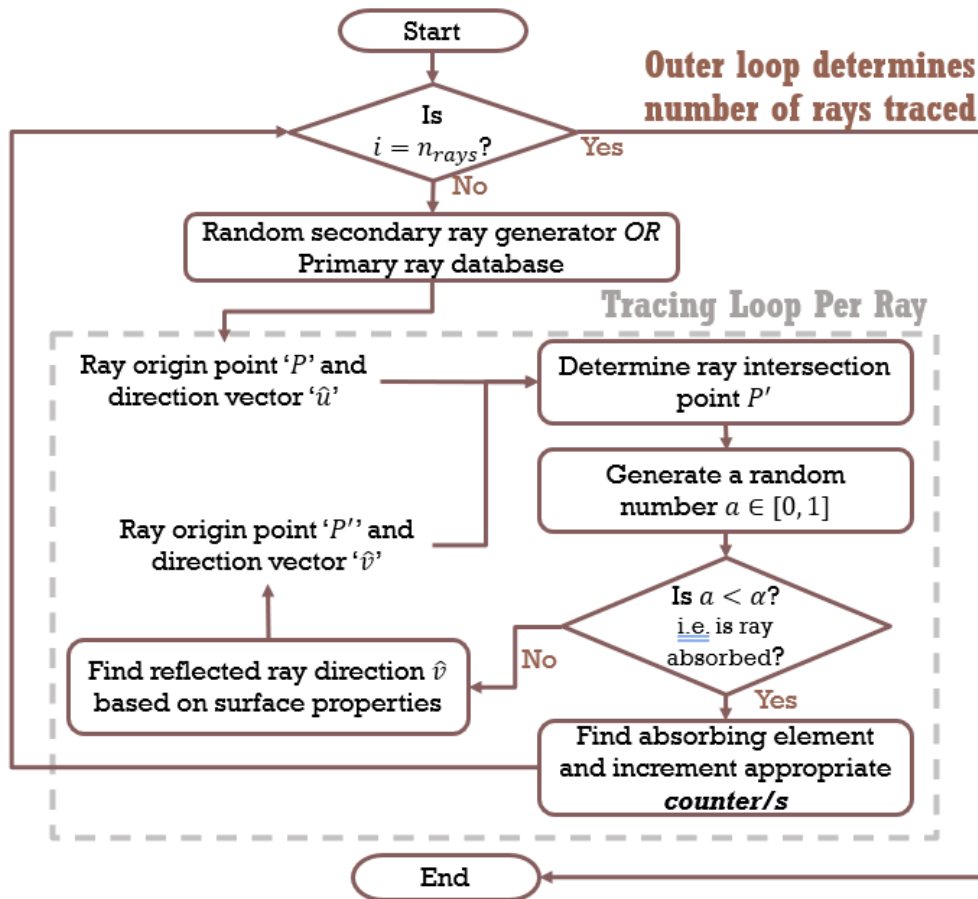 Start
Outer loop determines
number of rays traced
Is
i = n_rays?
Yes
No
Random secondary ray generator OR
Primary ray database
Tracing Loop Per Ray
Ray origin point ‘P’ and
direction vector ‘û’
Determine ray intersection
point P′
Generate a random
number a ∈ [0, 1]
Ray origin point ‘P′’ and
direction vector ‘v̂’
Is a < α?
i.e. is ray
absorbed?
No
Yes
Find reflected ray direction v̂
based on surface properties
Find absorbing element
and increment appropriate
counter/s
End